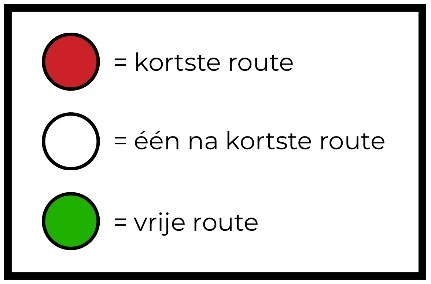 = kortste route
= één na kortste route
= vrije route